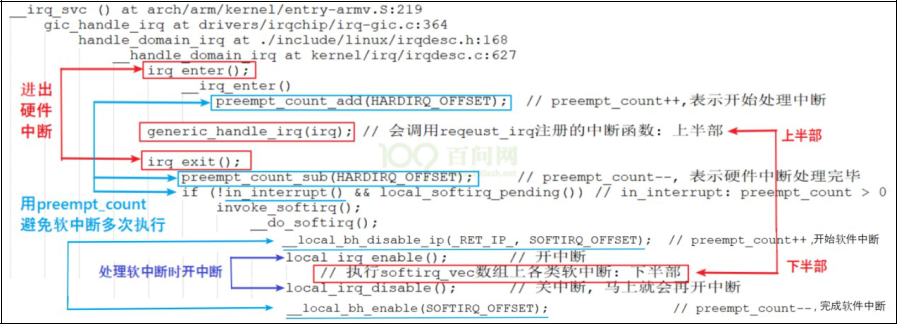 __irq_svc () at arch/arm/kernel/entry-armv.S:219
gic_handle_irq at drivers/irqchip/irq-gic.c:364
handle_domain_irq at ./include/linux/irqdesc.h:168
__handle_domain_irq at kernel/irq/irqdesc.c:627
irq_enter();
__irq_enter()
preempt_count_add(HARDIRQ_OFFSET); // preempt_count++,表示开始处理中断
generic_handle_irq(irq); // 会调用reqeust_irq注册的中断函数: 上半部
irq_exit();
preempt_count_sub(HARDIRQ_OFFSET); // preempt_count--, 表示硬件中断处理完毕
if (!in_interrupt() && local_softirq_pending()) // in_interrupt: preempt_count > 0
invoke_softirq();
__do_softirq();
__local_bh_disable_ip(_RET_IP_, SOFTIRQ_OFFSET); // preempt_count++,开始软件中断
local_irq_enable(); // 开中断
// 执行softirq_vec数组上各类软中断: 下半部
local_irq_disable(); // 关中断, 马上就会再开中断
__local_bh_enable(SOFTIRQ_OFFSET); // preempt_count--,完成软件中断
进出
硬件
中断
用preempt_count
避免软中断多次执行
处理软中断时开中断
上半部
下半部
100百问网